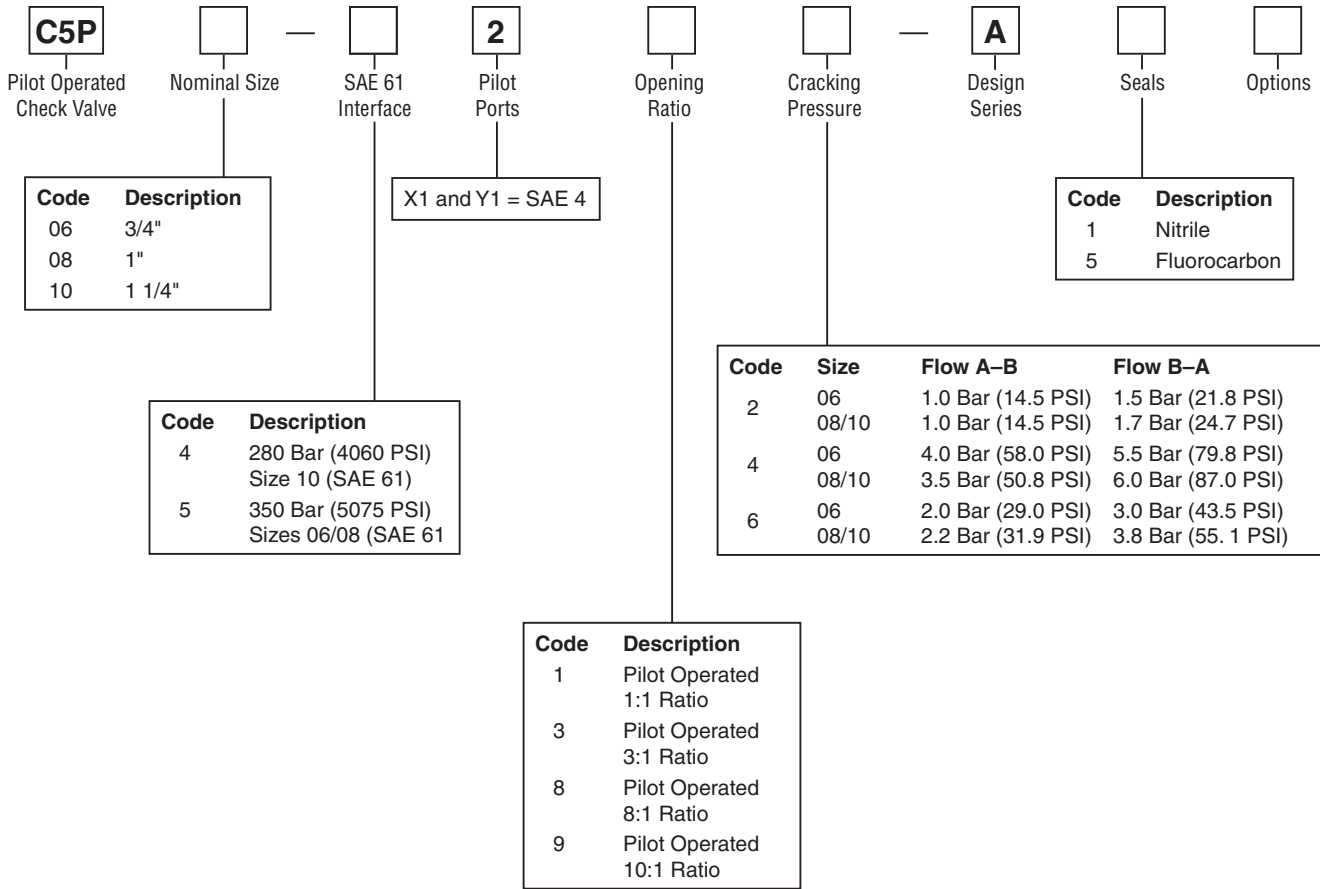 C5P — 2 — A
Pilot Operated
Check Valve
Nominal Size
SAE 61
Interface
Pilot
Ports
Opening
Ratio
Cracking
Pressure
Design
Series
Seals
Options
Code Description
06 3/4"
08 1"
10 1 1/4"
X1 and Y1 = SAE 4
Code Description
1 Nitrile
5 Fluorocarbon
Code Description
4 280 Bar (4060 PSI)
Size 10 (SAE 61)
5 350 Bar (5075 PSI)
Sizes 06/08 (SAE 61
Code Size Flow A–B Flow B–A
2 06 1.0 Bar (14.5 PSI) 1.5 Bar (21.8 PSI)
08/10 1.0 Bar (14.5 PSI) 1.7 Bar (24.7 PSI)
4 06 4.0 Bar (58.0 PSI) 5.5 Bar (79.8 PSI)
08/10 3.5 Bar (50.8 PSI) 6.0 Bar (87.0 PSI)
6 06 2.0 Bar (29.0 PSI) 3.0 Bar (43.5 PSI)
08/10 2.2 Bar (31.9 PSI) 3.8 Bar (55. 1 PSI)
Code Description
1 Pilot Operated
1:1 Ratio
3 Pilot Operated
3:1 Ratio
8 Pilot Operated
8:1 Ratio
9 Pilot Operated
10:1 Ratio